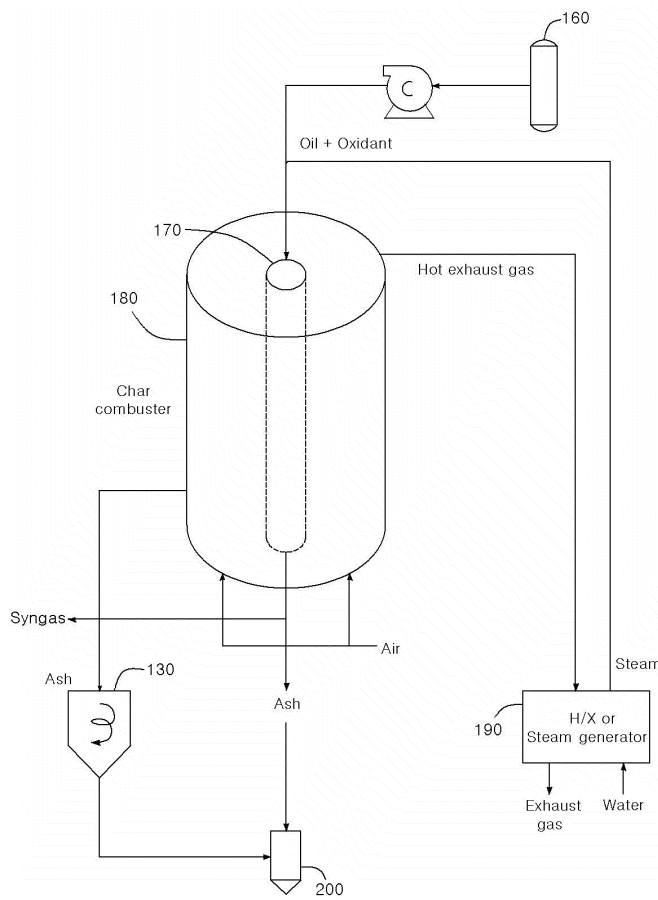 160
C
Oil + Oxidant
170
Hot exhaust gas
180
Char
combuster
Syngas
Air
Steam
Ash
130
Ash
190
H/X or
Steam generator
Exhaust
gas
Water
200